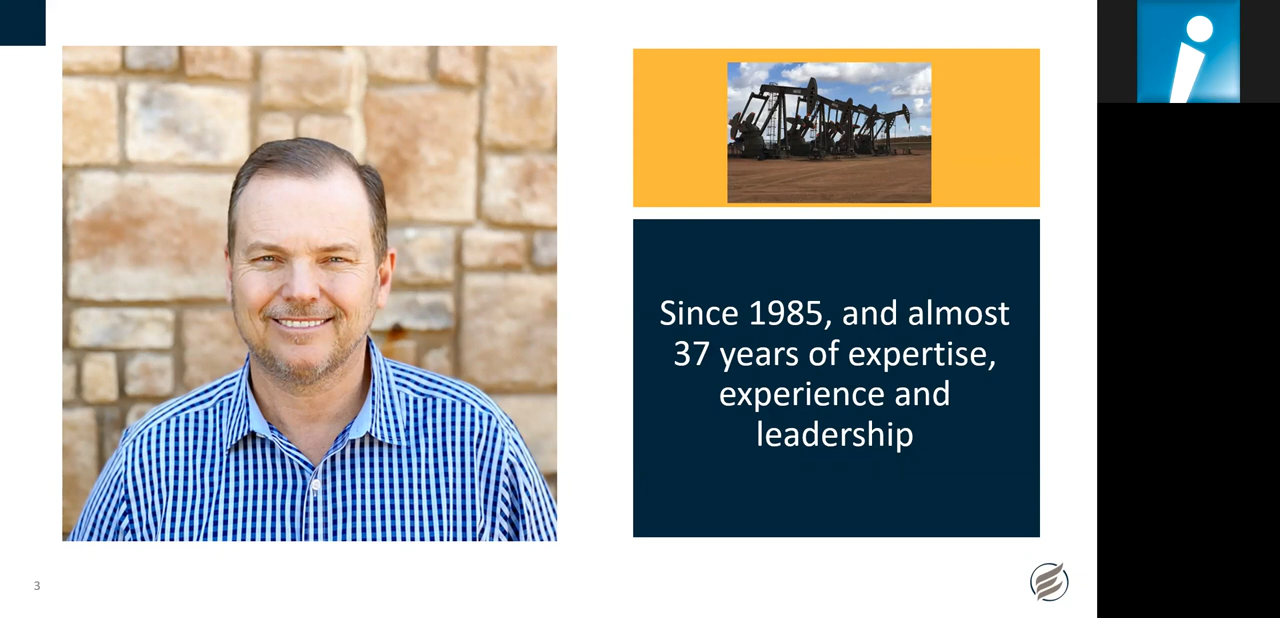 Since 1985, and almost
37 years of expertise,
experience and
leadership
3